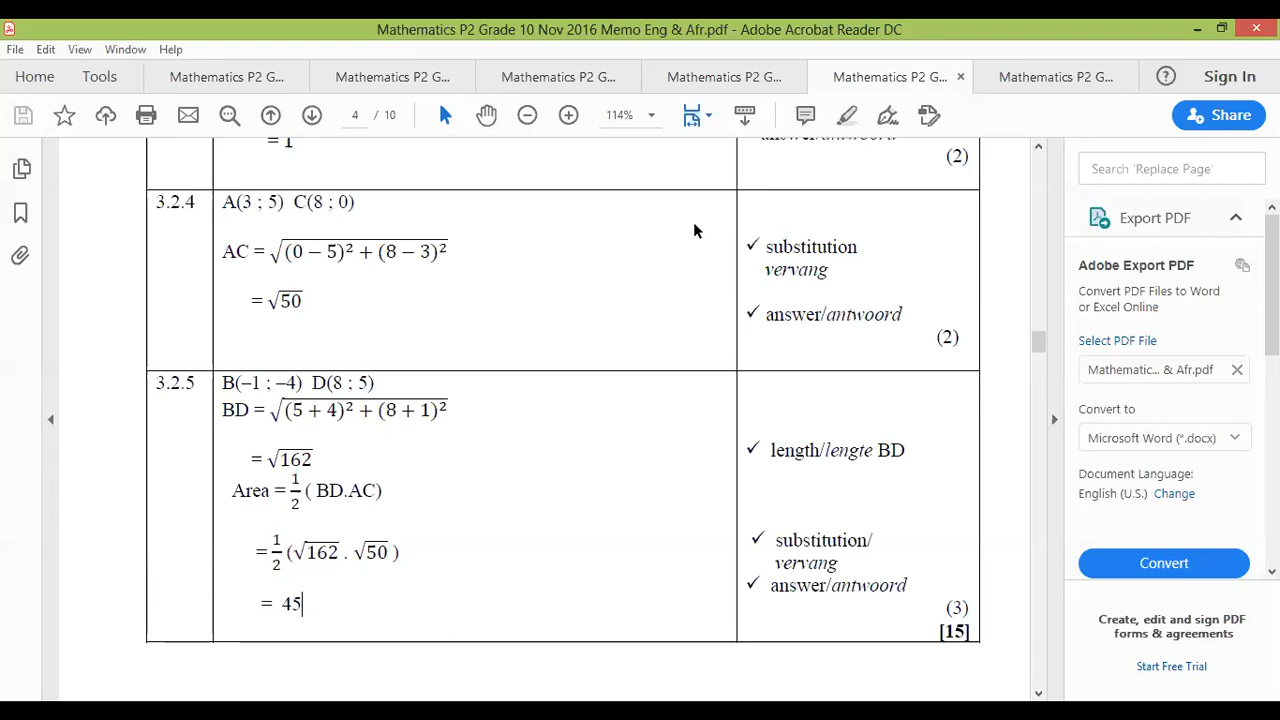 Mathematics P2 Grade 10 Nov 2016 Memo Eng & Afr.pdf - Adobe Acrobat Reader DC
File Edit View Window Help
Home Tools Mathematics P2 G... Mathematics P2 G... Mathematics P2 G... Mathematics P2 G... Mathematics P2 G... × Mathematics P2 G... Sign In
4 / 10 114% Share
= 1
(2)
3.2.4 A(3 ; 5) C(8 ; 0)
AC = √(0 − 5)² + (8 − 3)² ✓ substitution
vervang
= √50 ✓ answer/antwoord
(2)
3.2.5 B(–1 ; –4) D(8 ; 5)
BD = √(5 + 4)² + (8 + 1)²
✓ length/lengte BD
= √162
Area = 1/2 ( BD.AC)
= 1/2 (√162 . √50 ) ✓ substitution/
vervang
✓ answer/antwoord
= 45 (3)
[15]
Search 'Replace Page'
Export PDF
Adobe Export PDF
Convert PDF Files to Word
or Excel Online
Select PDF File
Mathematic... & Afr.pdf ×
Convert to
Microsoft Word (*.docx)
Document Language:
English (U.S.) Change
Convert
Create, edit and sign PDF
forms & agreements
Start Free Trial